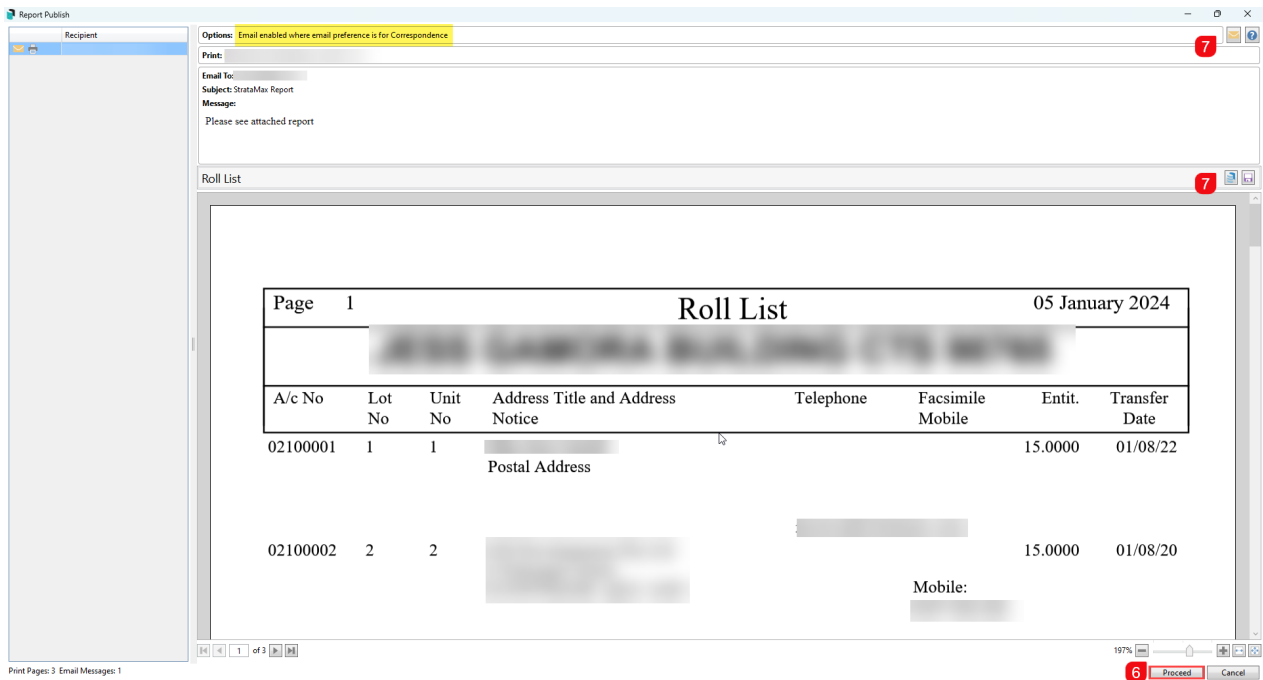 Report Publish
Recipient
Options: Email enabled where email preference is for Correspondence
7
Print:
Email To:
Subject: StrataMax Report
Message:
Please see attached report
Roll List
7
Page 1 Roll List 05 January 2024
JESS GAMORA BUILDING CTS
A/c No Lot No Unit No Address Title and Address Notice Telephone Facsimile Mobile Entit. Transfer Date
02100001 1 1 15.0000 01/08/22
Postal Address
02100002 2 2 15.0000 01/08/20
Mobile:
1 of 3 197%
Print Pages: 3 Email Messages: 1
6 Proceed Cancel